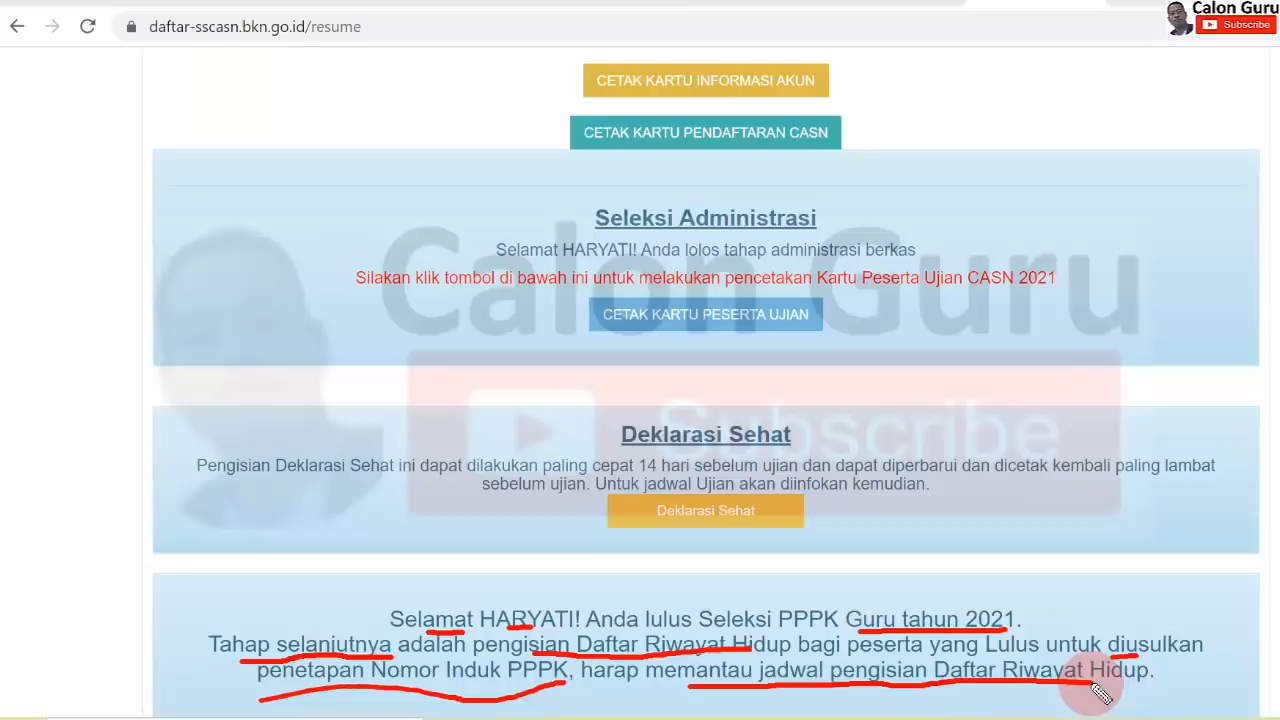 Calon Guru
Subscribe
daftar-sscasn.bkn.go.id/resume
CETAK KARTU INFORMASI AKUN
CETAK KARTU PENDAFTARAN CASN
Seleksi Administrasi
Selamat HARYATI! Anda lolos tahap administrasi berkas
Silakan klik tombol di bawah ini untuk melakukan pencetakan Kartu Peserta Ujian CASN 2021
CETAK KARTU PESERTA UJIAN
Calon Guru
Subscribe
Deklarasi Sehat
Pengisian Deklarasi Sehat ini dapat dilakukan paling cepat 14 hari sebelum ujian dan dapat diperbarui dan dicetak kembali paling lambat
sebelum ujian. Untuk jadwal Ujian akan diinfokan kemudian.
Deklarasi Sehat
Selamat HARYATI! Anda lulus Seleksi PPPK Guru tahun 2021.
Tahap selanjutnya adalah pengisian Daftar Riwayat Hidup bagi peserta yang Lulus untuk diusulkan
penetapan Nomor Induk PPPK, harap memantau jadwal pengisian Daftar Riwayat Hidup.